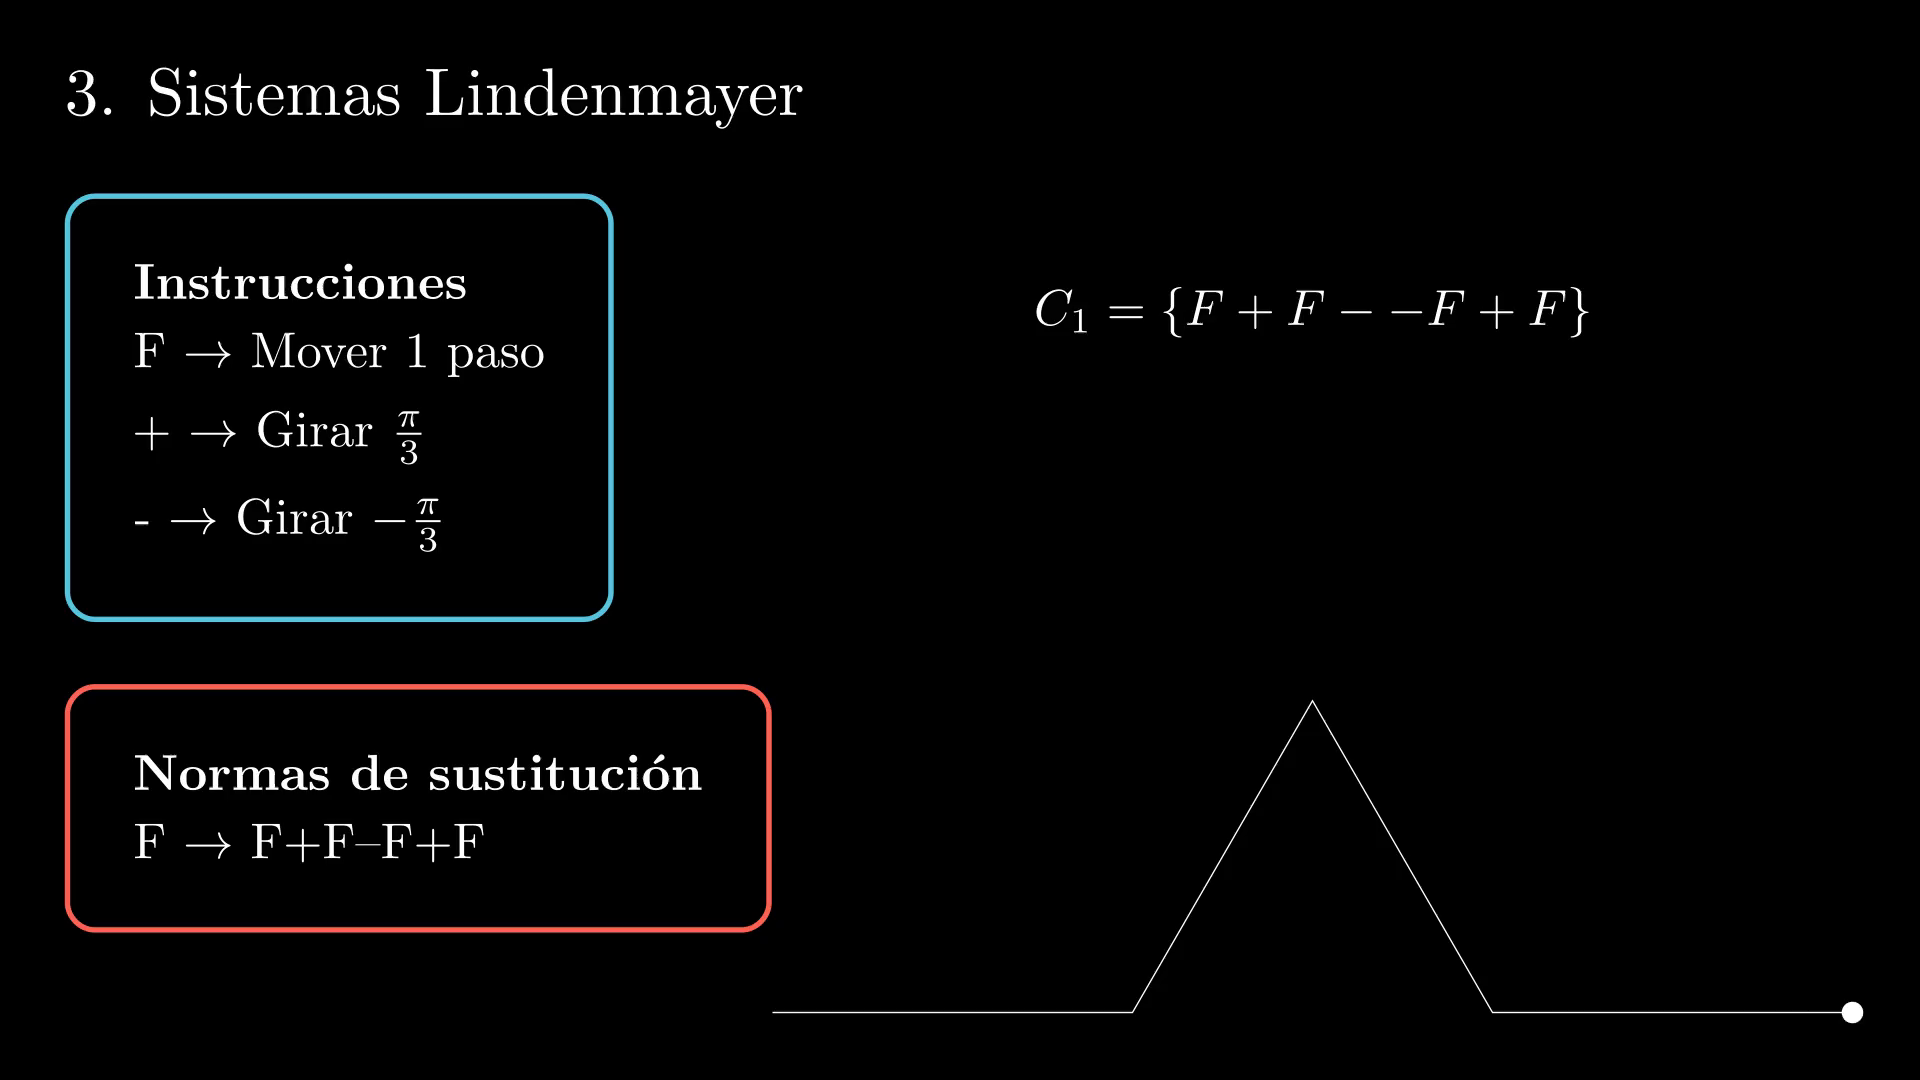 3. Sistemas Lindenmayer
Instrucciones
F → Mover 1 paso
+ → Girar π/3
- → Girar −π/3
C₁ = {F + F − −F + F}
Normas de sustitución
F → F+F–F+F